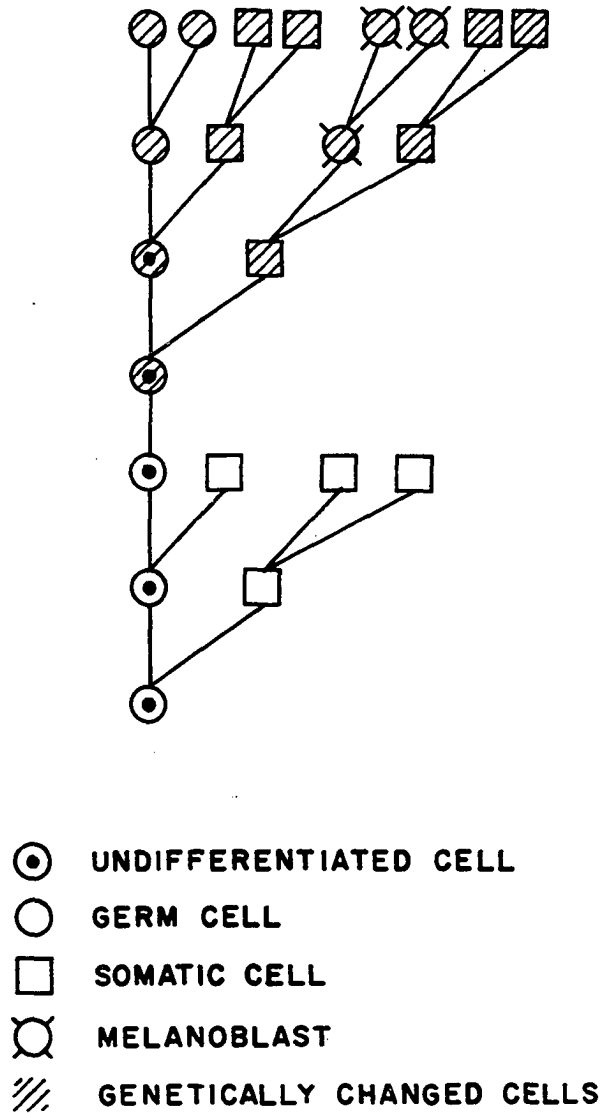 UNDIFFERENTIATED CELL
GERM CELL
SOMATIC CELL
MELANOBLAST
GENETICALLY CHANGED CELLS